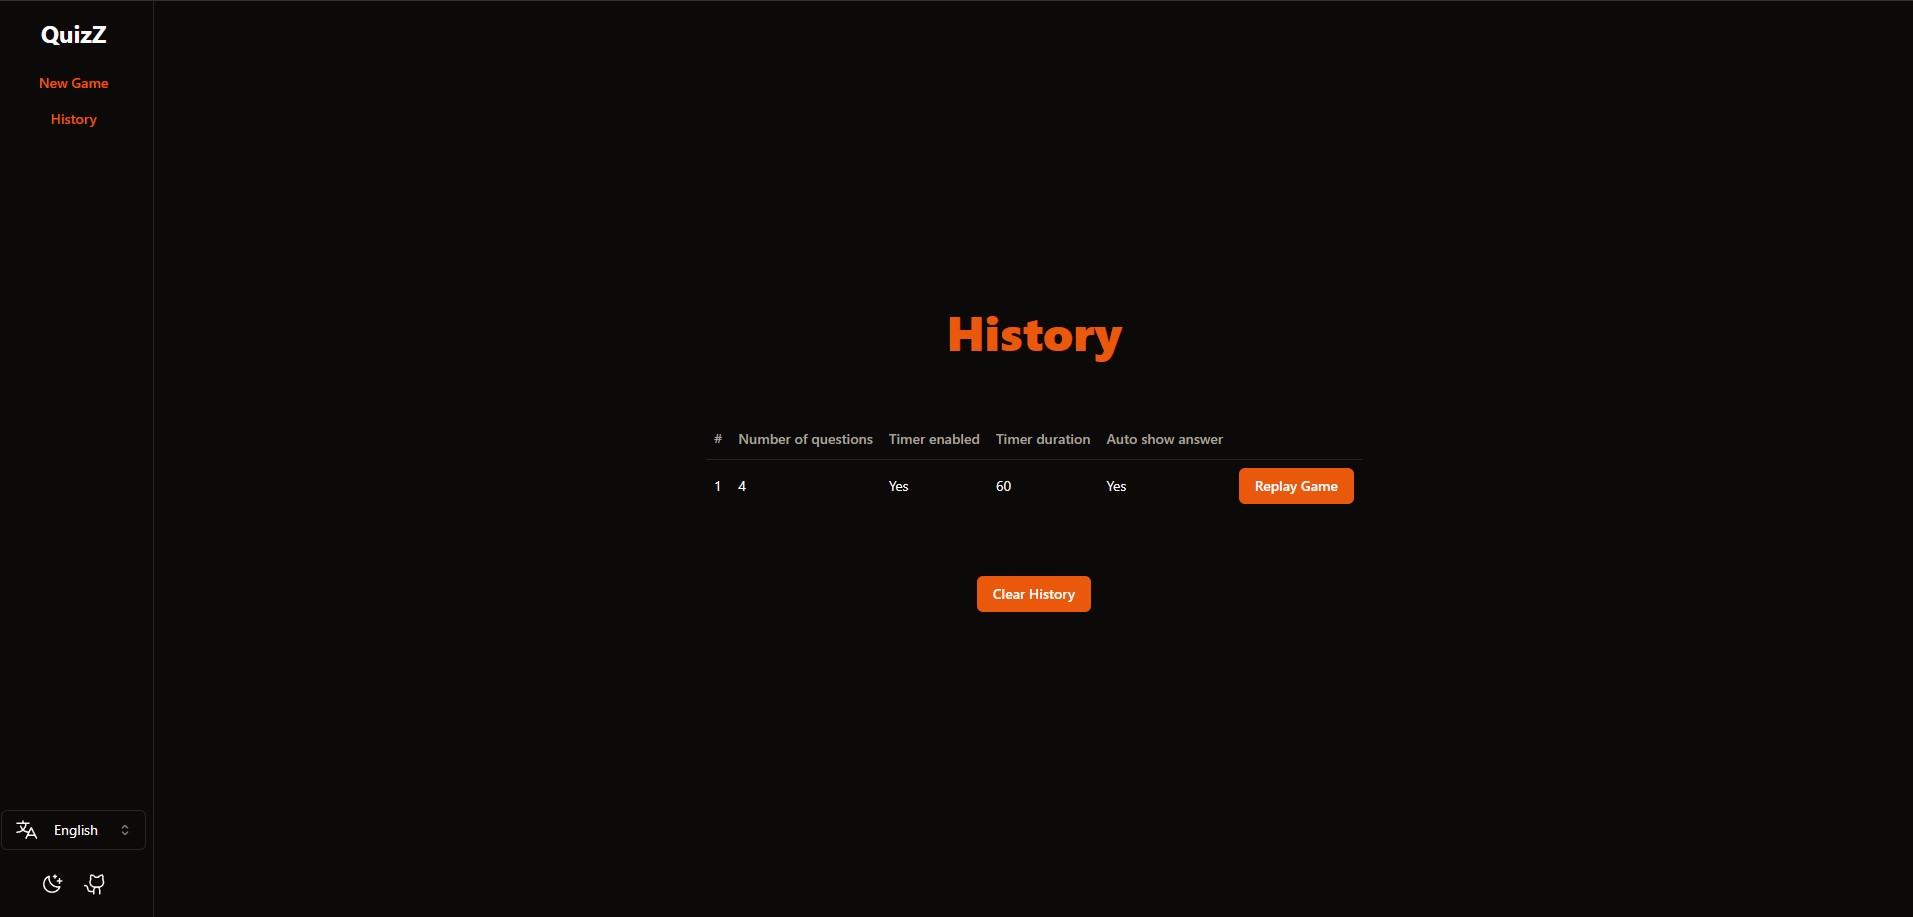 QuizZ
New Game
History
History
# Number of questions Timer enabled Timer duration Auto show answer
1 4 Yes 60 Yes Replay Game
Clear History
English